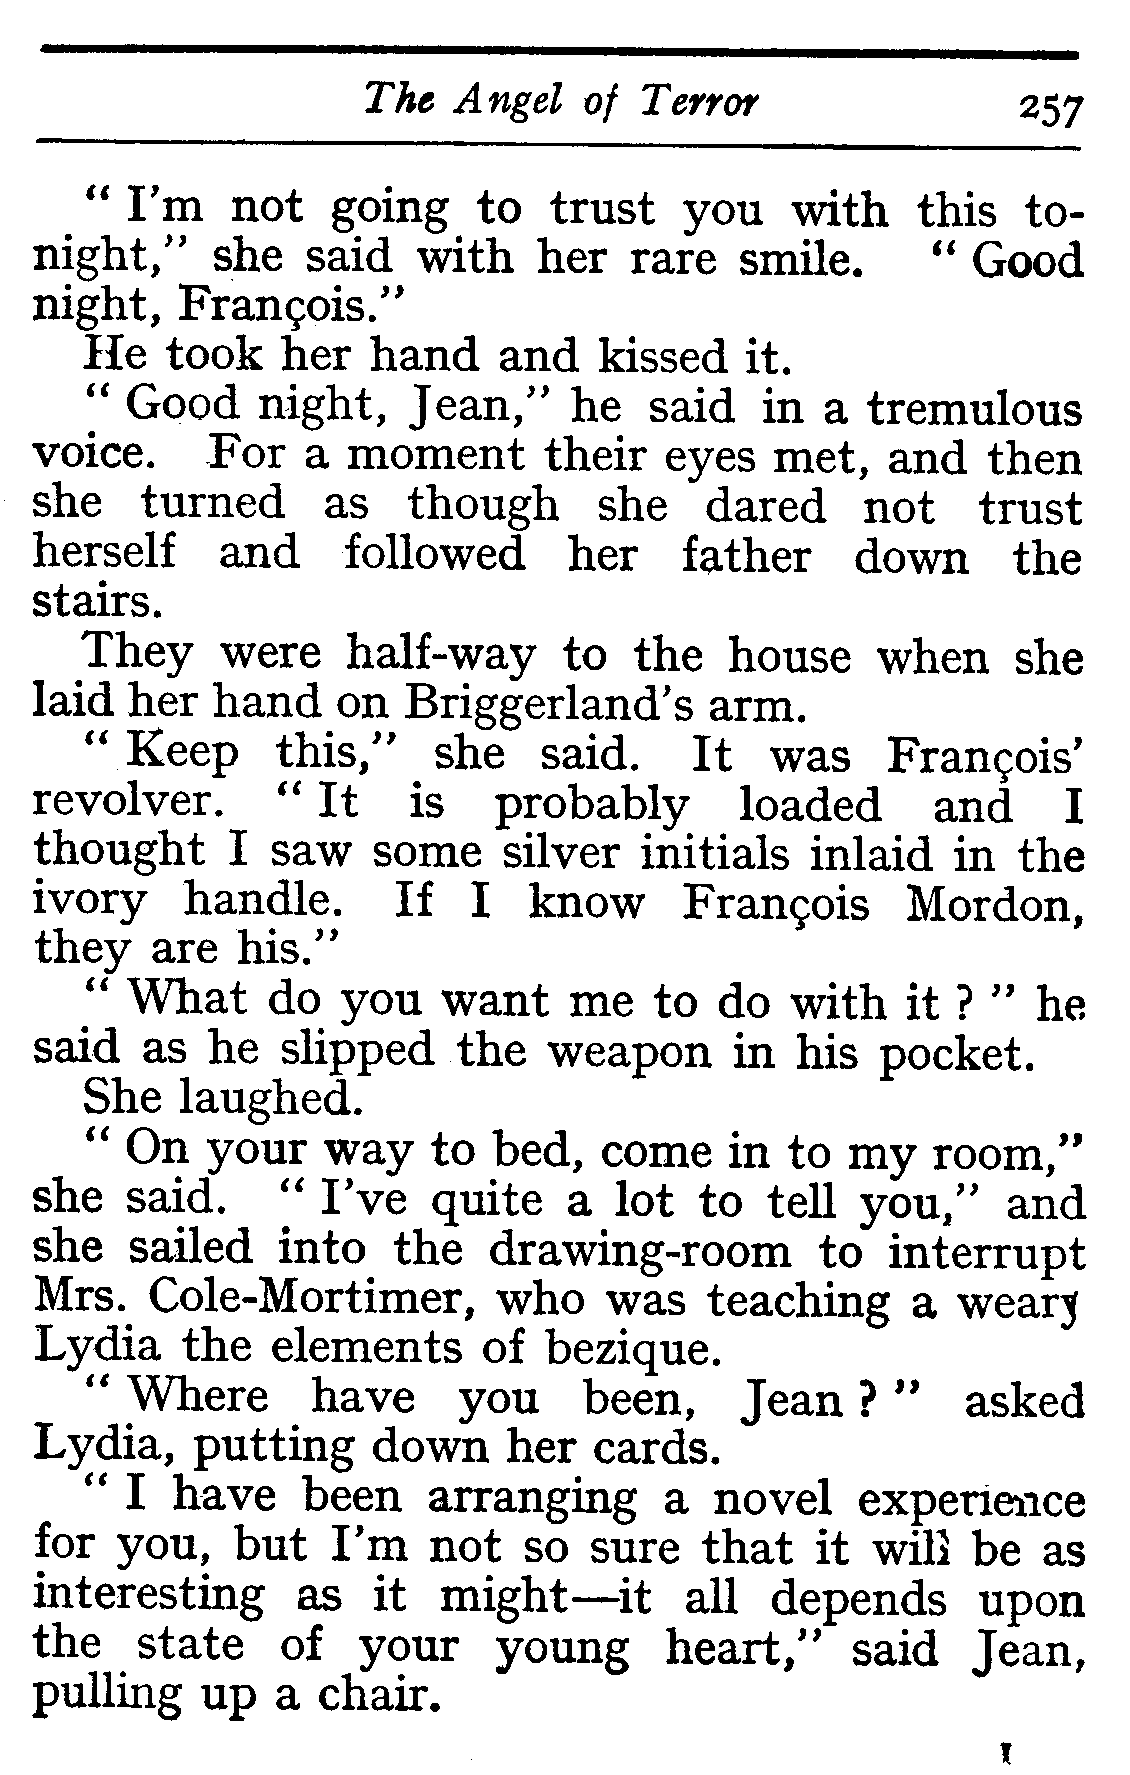 The Angel of Terror 257
“ I’m not going to trust you with this to-
night,” she said with her rare smile. “ Good
night, François.”
He took her hand and kissed it.
“ Good night, Jean,” he said in a tremulous
voice. For a moment their eyes met, and then
she turned as though she dared not trust
herself and followed her father down the
stairs.
They were half-way to the house when she
laid her hand on Briggerland’s arm.
“ Keep this,” she said. It was François’
revolver. “ It is probably loaded and I
thought I saw some silver initials inlaid in the
ivory handle. If I know François Mordon,
they are his.”
“ What do you want me to do with it ? ” he
said as he slipped the weapon in his pocket.
She laughed.
“ On your way to bed, come in to my room,”
she said. “ I’ve quite a lot to tell you,” and
she sailed into the drawing-room to interrupt
Mrs. Cole-Mortimer, who was teaching a weary
Lydia the elements of bezique.
“ Where have you been, Jean ? ” asked
Lydia, putting down her cards.
“ I have been arranging a novel experience
for you, but I’m not so sure that it will be as
interesting as it might—it all depends upon
the state of your young heart,” said Jean,
pulling up a chair.
I